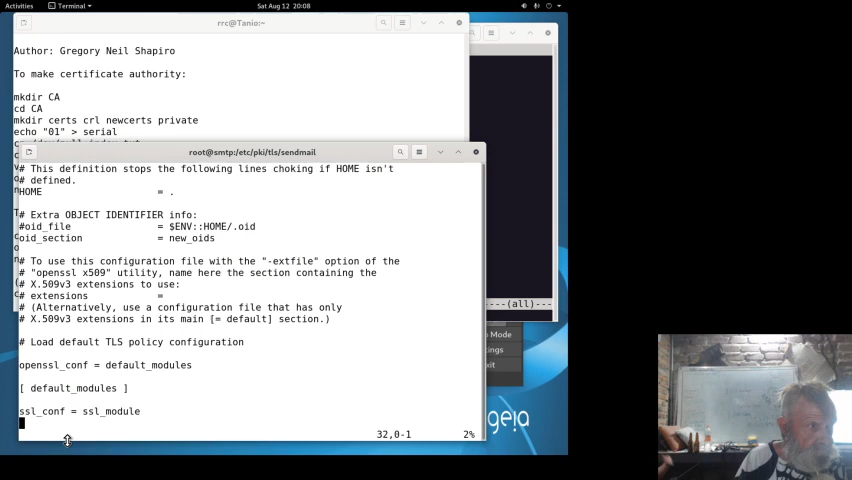 Activities
Terminal
Sat Aug 12 20:08
rrc@Tanio:~
Author: Gregory Neil Shapiro
To make certificate authority:
mkdir CA
cd CA
mkdir certs crl newcerts private
echo "01" > serial
root@smtp:/etc/pki/tls/sendmail
# This definition stops the following lines choking if HOME isn't
# defined.
HOME = .
# Extra OBJECT IDENTIFIER info:
#oid_file = $ENV::HOME/.oid
oid_section = new_oids
# To use this configuration file with the "-extfile" option of the
# "openssl x509" utility, name here the section containing the
# X.509v3 extensions to use:
# extensions =
# (Alternatively, use a configuration file that has only
# X.509v3 extensions in its main [= default] section.)
# Load default TLS policy configuration
openssl_conf = default_modules
[ default_modules ]
ssl_conf = ssl_module
32,0-1 2%
----(all)---
Mode
tings
xit
geia